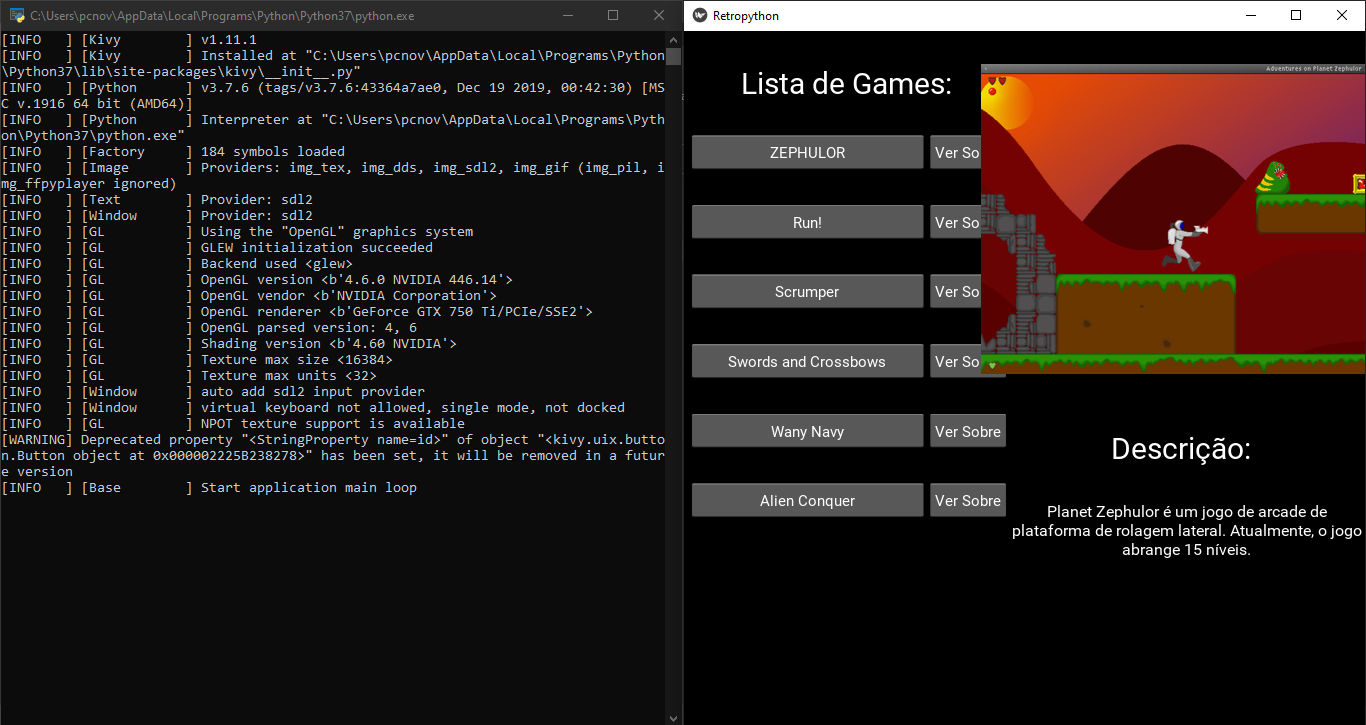 C:\Users\pcnov\AppData\Local\Programs\Python\Python37\python.exe
[INFO   ] [Kivy        ] v1.11.1
[INFO   ] [Kivy        ] Installed at "C:\Users\pcnov\AppData\Local\Programs\Python
\Python37\lib\site-packages\kivy\__init__.py"
[INFO   ] [Python      ] v3.7.6 (tags/v3.7.6:43364a7ae0, Dec 19 2019, 00:42:30) [MS
C v.1916 64 bit (AMD64)]
[INFO   ] [Python      ] Interpreter at "C:\Users\pcnov\AppData\Local\Programs\Pyth
on\Python37\python.exe"
[INFO   ] [Factory     ] 184 symbols loaded
[INFO   ] [Image       ] Providers: img_tex, img_dds, img_sdl2, img_gif (img_pil, i
mg_ffpyplayer ignored)
[INFO   ] [Text        ] Provider: sdl2
[INFO   ] [Window      ] Provider: sdl2
[INFO   ] [GL          ] Using the "OpenGL" graphics system
[INFO   ] [GL          ] GLEW initialization succeeded
[INFO   ] [GL          ] Backend used <glew>
[INFO   ] [GL          ] OpenGL version <b'4.6.0 NVIDIA 446.14'>
[INFO   ] [GL          ] OpenGL vendor <b'NVIDIA Corporation'>
[INFO   ] [GL          ] OpenGL renderer <b'GeForce GTX 750 Ti/PCIe/SSE2'>
[INFO   ] [GL          ] OpenGL parsed version: 4, 6
[INFO   ] [GL          ] Shading version <b'4.60 NVIDIA'>
[INFO   ] [GL          ] Texture max size <16384>
[INFO   ] [GL          ] Texture max units <32>
[INFO   ] [Window      ] auto add sdl2 input provider
[INFO   ] [Window      ] virtual keyboard not allowed, single mode, not docked
[INFO   ] [GL          ] NPOT texture support is available
[WARNING] Deprecated property "<StringProperty name=id>" of object "<kivy.uix.butto
n.Button object at 0x000002225B238278>" has been set, it will be removed in a futur
e version
[INFO   ] [Base        ] Start application main loop
Retropython
Lista de Games:
Adventures on Planet Zephulor
ZEPHULOR Ver So
Run! Ver So
Scrumper Ver So
Swords and Crossbows Ver So
Wany Navy Ver Sobre
Alien Conquer Ver Sobre
Descrição:
Planet Zephulor é um jogo de arcade de
plataforma de rolagem lateral. Atualmente, o jogo
abrange 15 níveis.